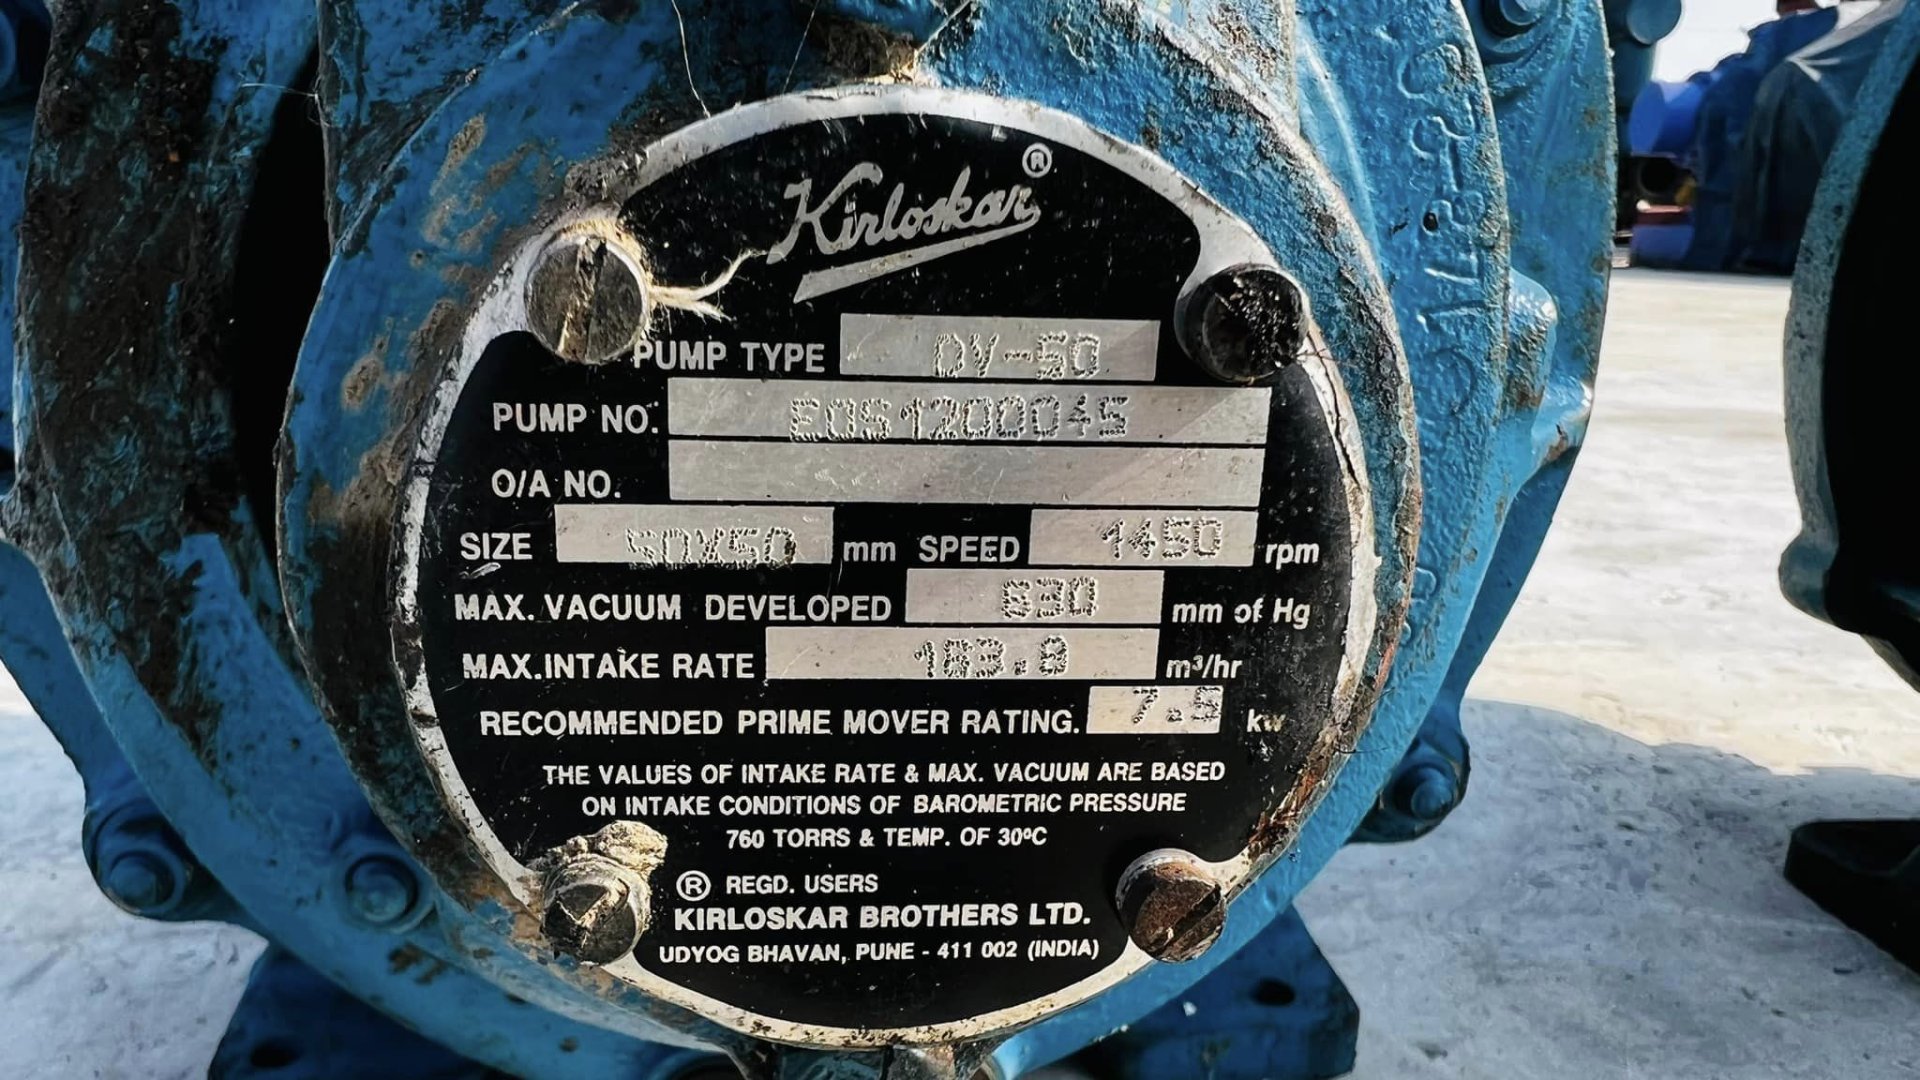 Kirloskar ®
PUMP TYPE DV-50
PUMP NO. E0S1200045
O/A NO.
SIZE 50X50 mm SPEED 1450 rpm
MAX. VACUUM DEVELOPED 630 mm of Hg
MAX. INTAKE RATE 183.8 m³/hr
RECOMMENDED PRIME MOVER RATING. 7.5 kw
THE VALUES OF INTAKE RATE & MAX. VACUUM ARE BASED
ON INTAKE CONDITIONS OF BAROMETRIC PRESSURE
760 TORRS & TEMP. OF 30ºC
® REGD. USERS
KIRLOSKAR BROTHERS LTD.
UDYOG BHAVAN, PUNE - 411 002 (INDIA)